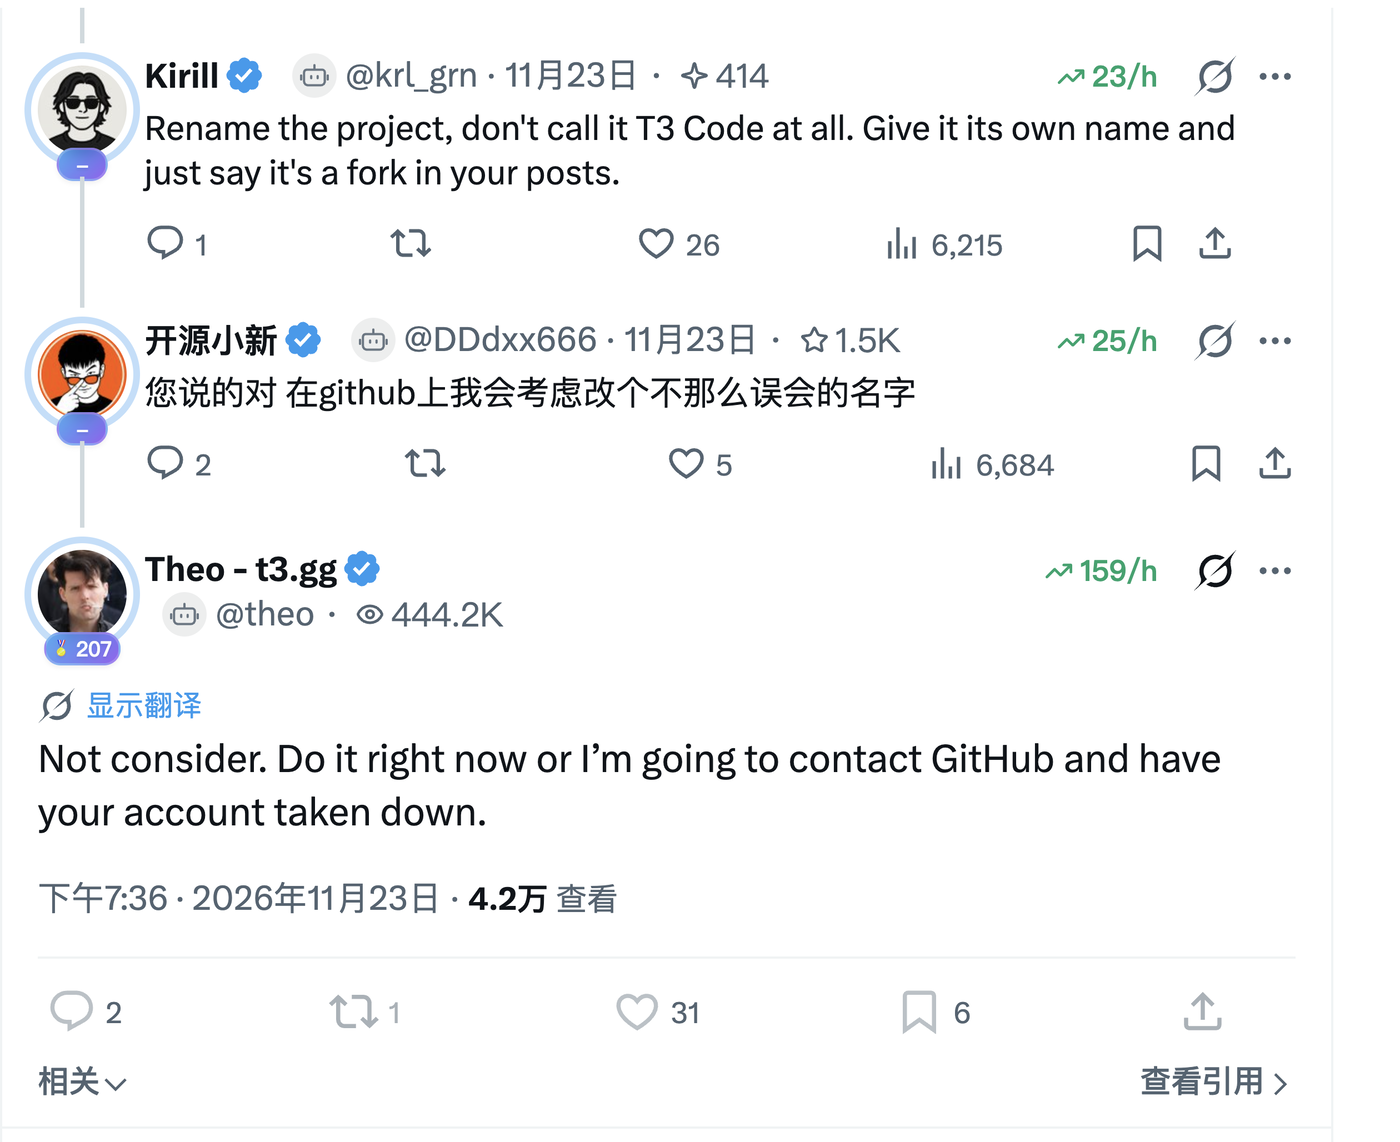 Kirill @krl_grn · 11月23日 · 414 23/h
Rename the project, don't call it T3 Code at all. Give it its own name and
just say it's a fork in your posts.
–
1 26 6,215
开源小新 @DDdxx666 · 11月23日 · 1.5K 25/h
您说的对 在github上我会考虑改个不那么误会的名字
–
2 5 6,684
Theo - t3.gg 159/h
@theo · 444.2K
207
显示翻译
Not consider. Do it right now or I’m going to contact GitHub and have
your account taken down.
下午7:36 · 2026年11月23日 · 4.2万 查看
2 1 31 6
相关 查看引用